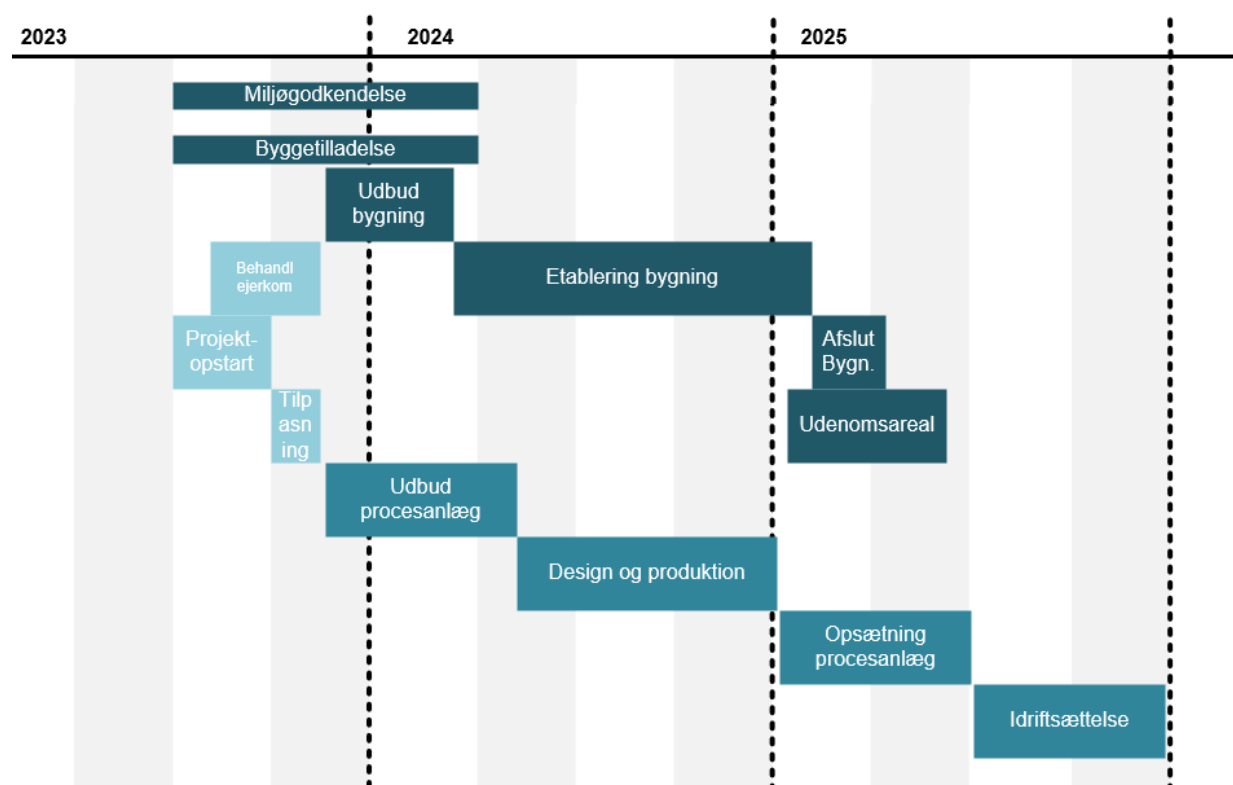 2023
2024
2025
Miljøgodkendelse
Byggetilladelse
Udbud
bygning
Behandl
ejerkom
Etablering bygning
Projekt-
opstart
Afslut
Bygn.
Tilp
asn
ing
Udenomsareal
Udbud
procesanlæg
Design og produktion
Opsætning
procesanlæg
Idriftsættelse